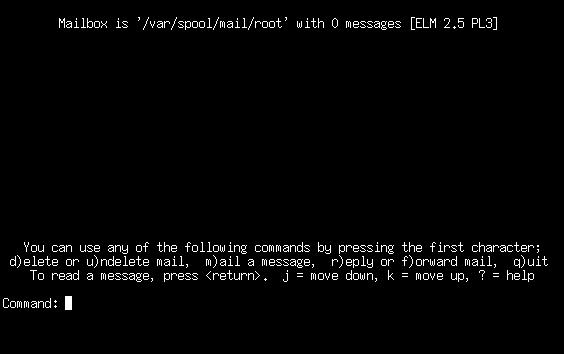 Mailbox is '/var/spool/mail/root' with 0 messages [ELM 2.5 PL3]
You can use any of the following commands by pressing the first character;
d)elete or u)ndelete mail,  m)ail a message,  r)eply or f)orward mail,  q)uit
To read a message, press <return>.  j = move down, k = move up, ? = help
Command: